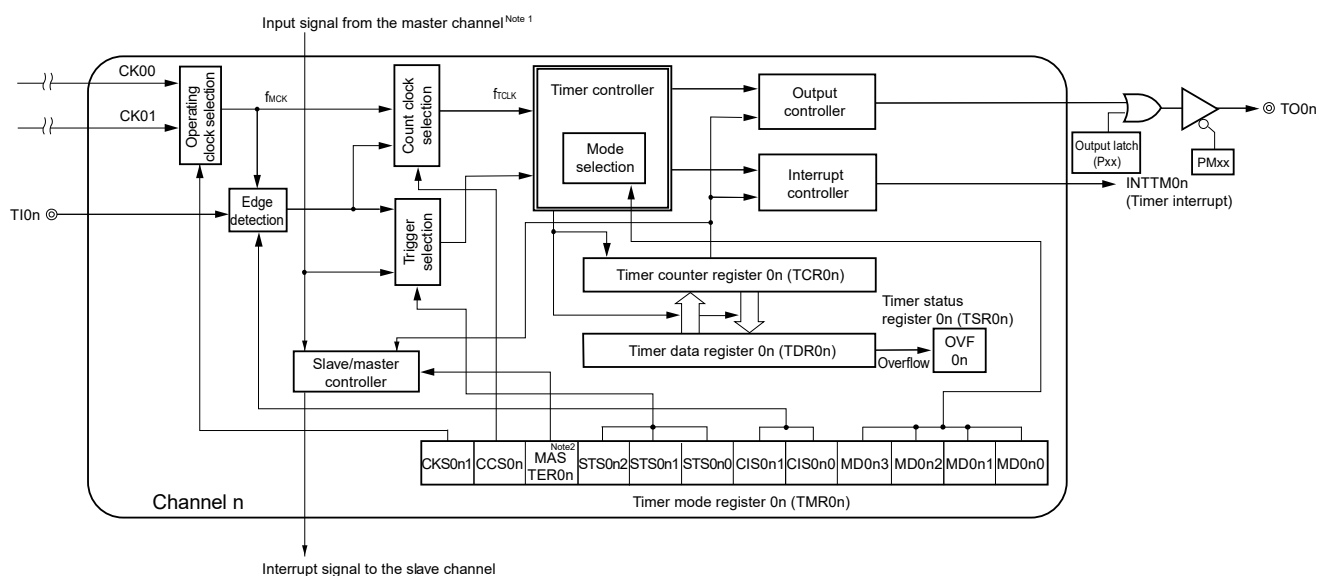 Input signal from the master channel Note 1
CK00
CK01
Operating
clock selection
fMCK
Count clock
selection
fTCLK
Timer controller
Mode
selection
Output
controller
Interrupt
controller
Output latch
(Pxx)
PMxx
TO0n
INTTM0n
(Timer interrupt)
TI0n
Edge
detection
Trigger
selection
Timer counter register 0n (TCR0n)
Timer status
register 0n (TSR0n)
Timer data register 0n (TDR0n)
Overflow
OVF
0n
Slave/master
controller
CKS0n1
CCS0n
Note2
MAS
TER0n
STS0n2
STS0n1
STS0n0
CIS0n1
CIS0n0
MD0n3
MD0n2
MD0n1
MD0n0
Channel n
Timer mode register 0n (TMR0n)
Interrupt signal to the slave channel